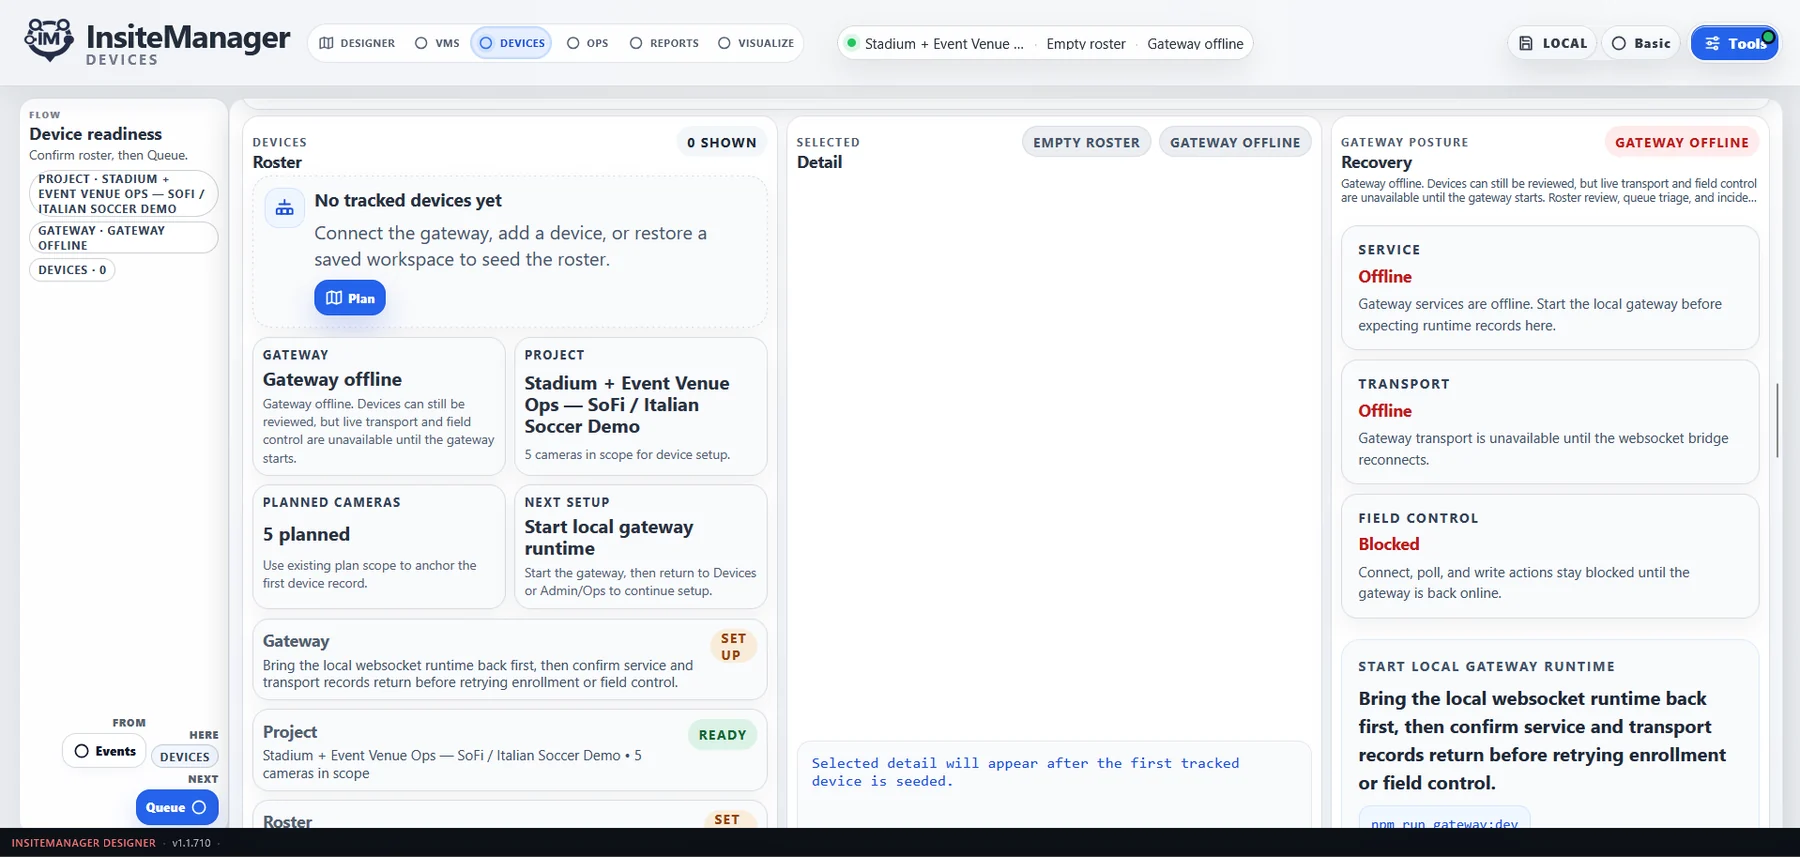 InsiteManager
DEVICES
DESIGNER
VMS
DEVICES
OPS
REPORTS
VISUALIZE
Stadium + Event Venue ... · Empty roster · Gateway offline
LOCAL
Basic
Tools
FLOW
Device readiness
Confirm roster, then Queue.
PROJECT · STADIUM +
EVENT VENUE OPS — SOFI /
ITALIAN SOCCER DEMO
GATEWAY · GATEWAY
OFFLINE
DEVICES · 0
FROM
Events
HERE
DEVICES
NEXT
Queue
DEVICES
Roster
0 SHOWN
No tracked devices yet
Connect the gateway, add a device, or restore a
saved workspace to seed the roster.
Plan
GATEWAY
Gateway offline
Gateway offline. Devices can still be
reviewed, but live transport and field
control are unavailable until the gateway
starts.
PROJECT
Stadium + Event Venue
Ops — SoFi / Italian
Soccer Demo
5 cameras in scope for device setup.
PLANNED CAMERAS
5 planned
Use existing plan scope to anchor the
first device record.
NEXT SETUP
Start local gateway
runtime
Start the gateway, then return to Devices
or Admin/Ops to continue setup.
Gateway
Bring the local websocket runtime back first, then confirm service and
transport records return before retrying enrollment or field control.
SET
UP
Project
Stadium + Event Venue Ops — SoFi / Italian Soccer Demo • 5
cameras in scope
READY
Roster
SET
SELECTED
Detail
EMPTY ROSTER
GATEWAY OFFLINE
Selected detail will appear after the first tracked
device is seeded.
GATEWAY POSTURE
Recovery
GATEWAY OFFLINE
Gateway offline. Devices can still be reviewed, but live transport and field control
are unavailable until the gateway starts. Roster review, queue triage, and incide...
SERVICE
Offline
Gateway services are offline. Start the local gateway before
expecting runtime records here.
TRANSPORT
Offline
Gateway transport is unavailable until the websocket bridge
reconnects.
FIELD CONTROL
Blocked
Connect, poll, and write actions stay blocked until the
gateway is back online.
START LOCAL GATEWAY RUNTIME
Bring the local websocket runtime back
first, then confirm service and transport
records return before retrying enrollment
or field control.
npm run gateway:dev
INSITEMANAGER DESIGNER · v1.1.710 ·